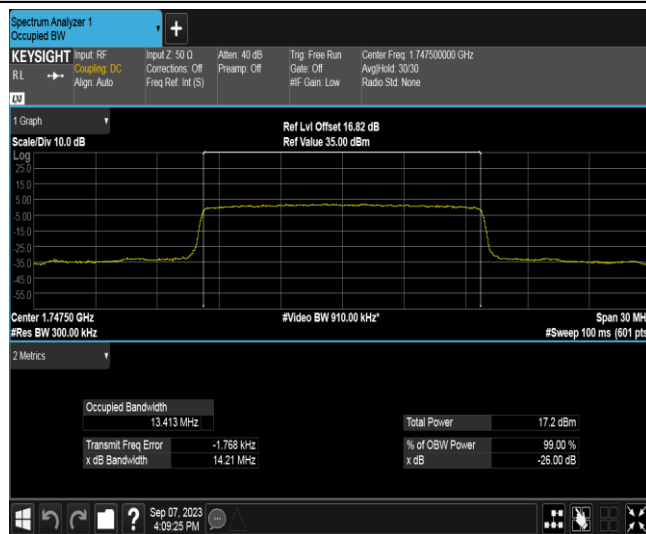 Spectrum Analyzer 1
Occupied BW
+
KEYSIGHT Input: RF Input Z: 50 Ω Atten: 40 dB Trig: Free Run Center Freq: 1.747500000 GHz
RL Coupling: DC Corrections: Off Preamp: Off Gate: Off Avg|Hold: 30/30
Align: Auto Freq Ref: Int (S) #IF Gain: Low Radio Std: None
LXI
1 Graph
Ref Lvl Offset 16.82 dB
Scale/Div 10.0 dB Ref Value 35.00 dBm
Log
25.0
15.0
5.00
-5.00
-15.0
-25.0
-35.0
-45.0
-55.0
Center 1.74750 GHz #Video BW 910.00 kHz* Span 30 MH
#Res BW 300.00 kHz #Sweep 100 ms (601 pts
2 Metrics
Occupied Bandwidth
13.413 MHz Total Power 17.2 dBm
Transmit Freq Error -1.768 kHz % of OBW Power 99.00 %
x dB Bandwidth 14.21 MHz x dB -26.00 dB
? Sep 07, 2023
4:09:25 PM